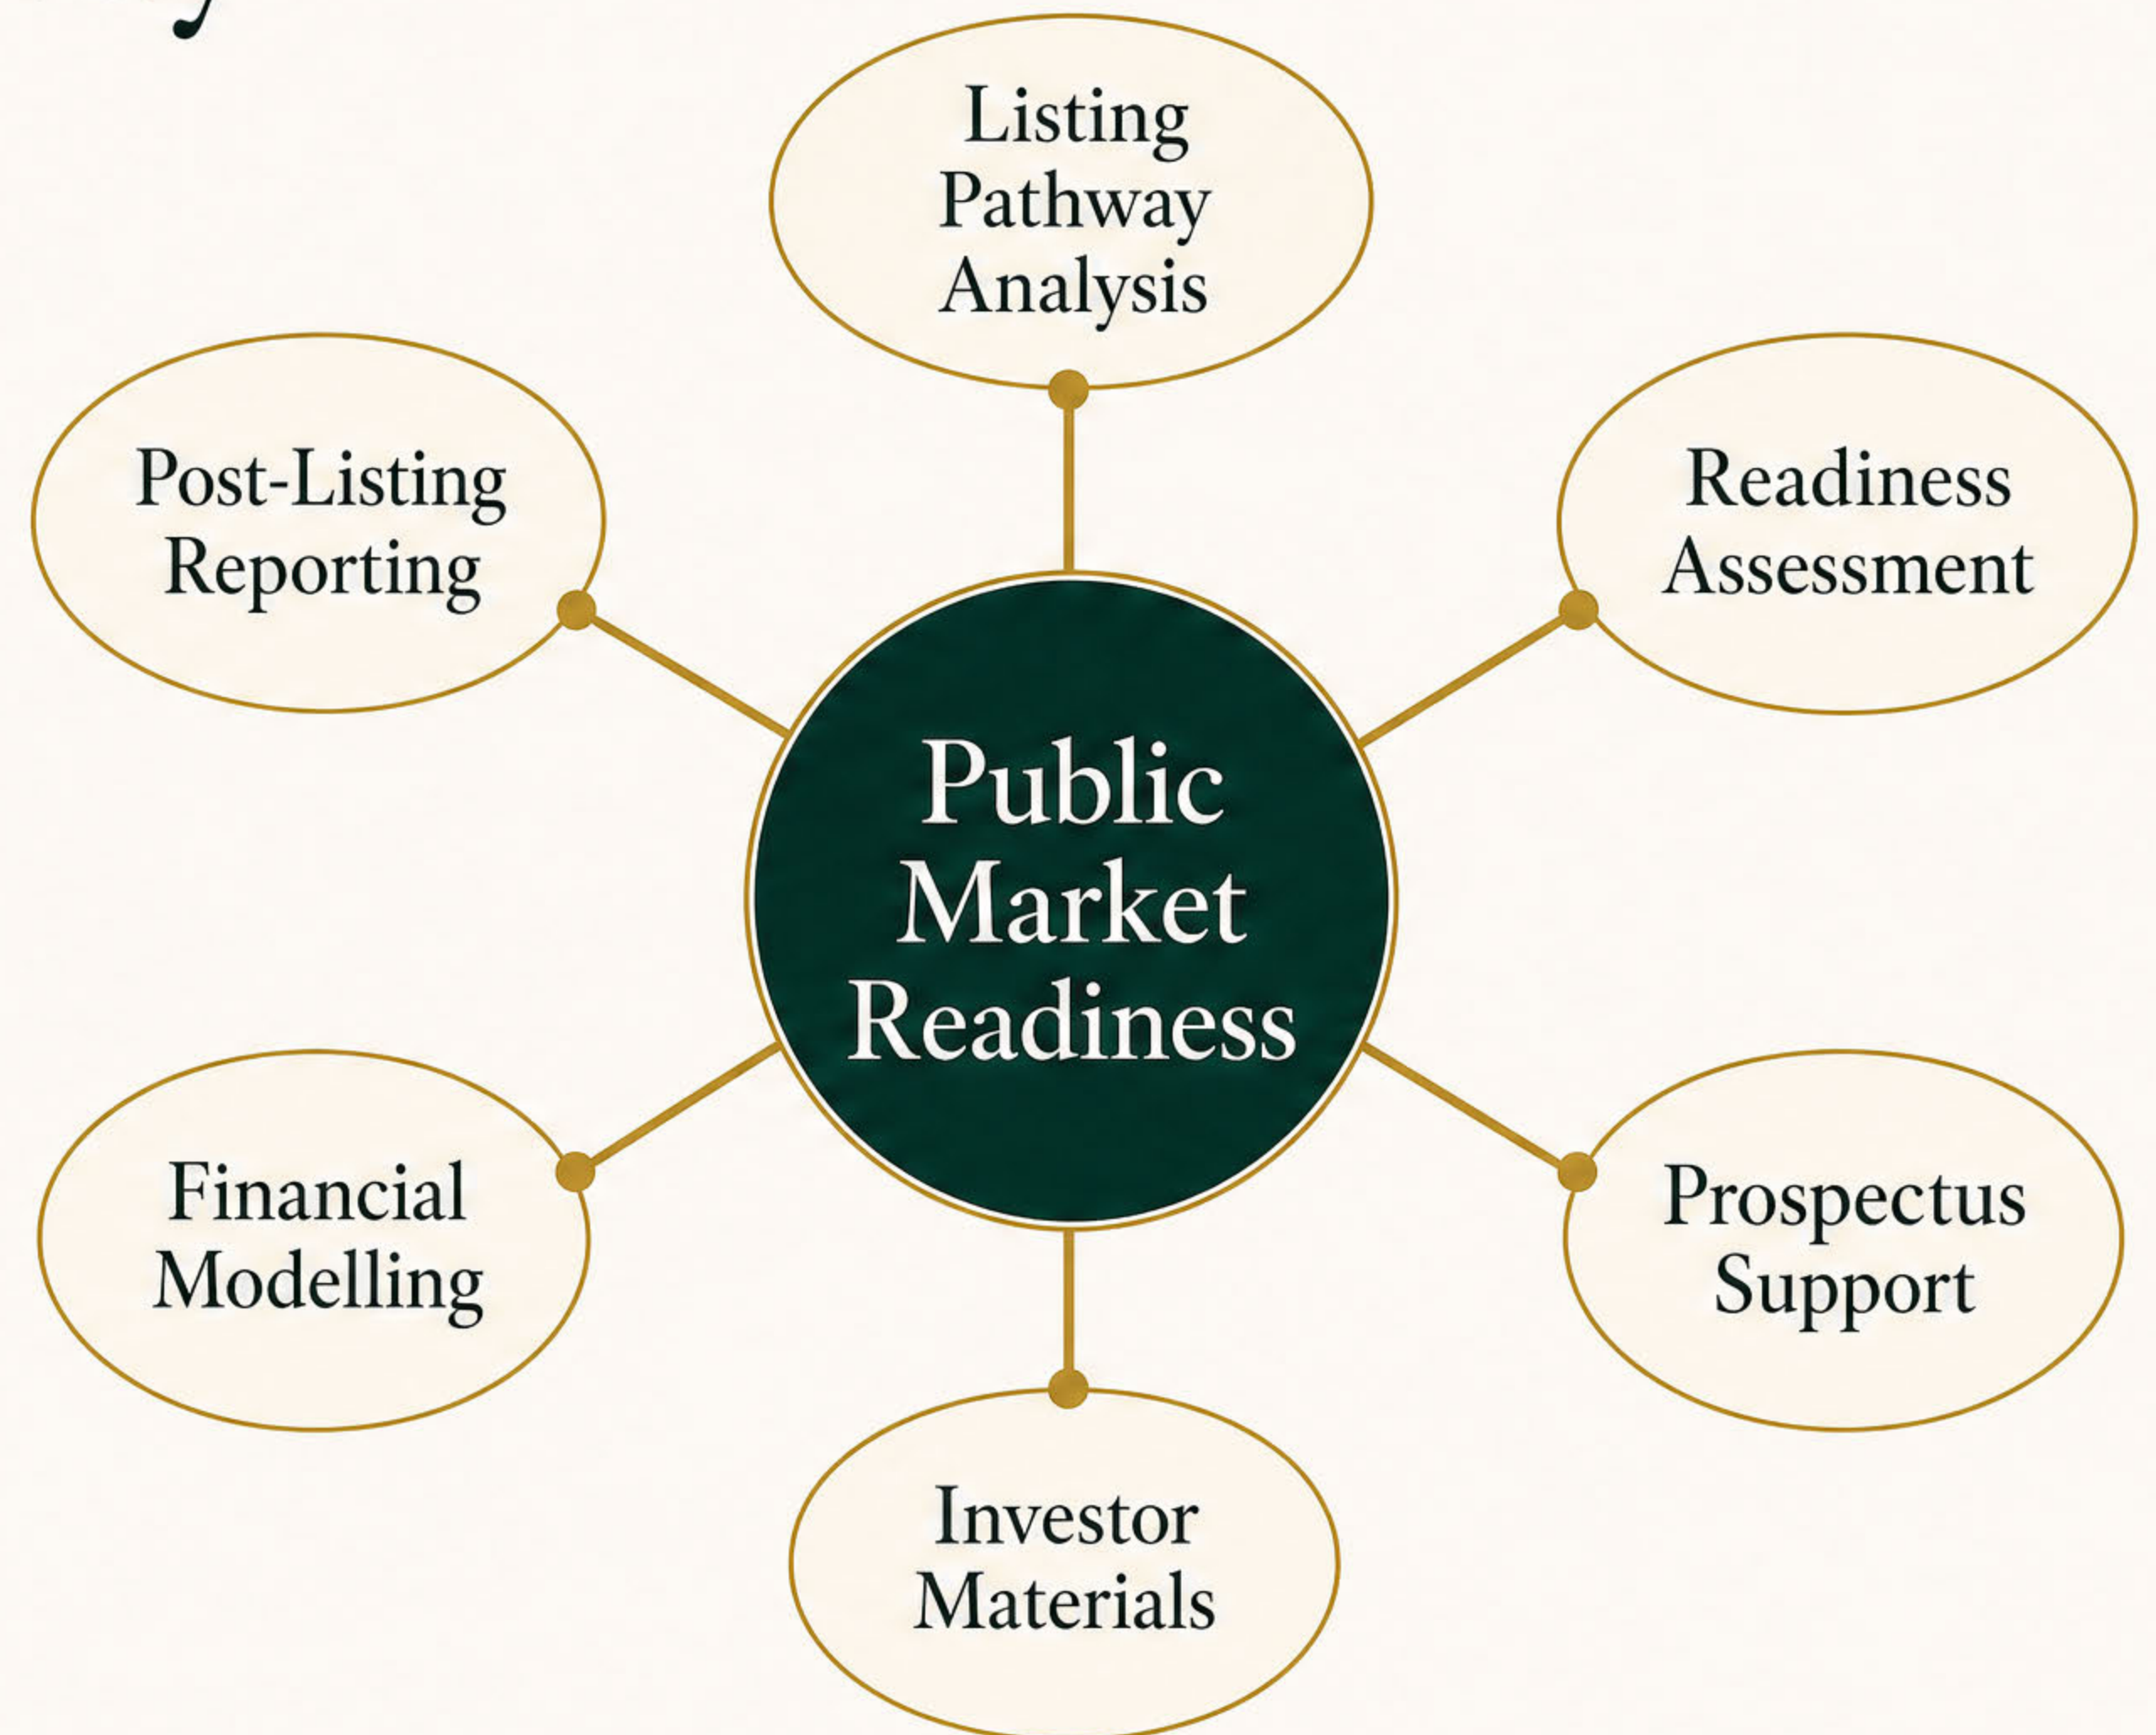 Listing
Pathway
Analysis
Readiness
Assessment
Prospectus
Support
Investor
Materials
Financial
Modelling
Post-Listing
Reporting
Public
Market
Readiness